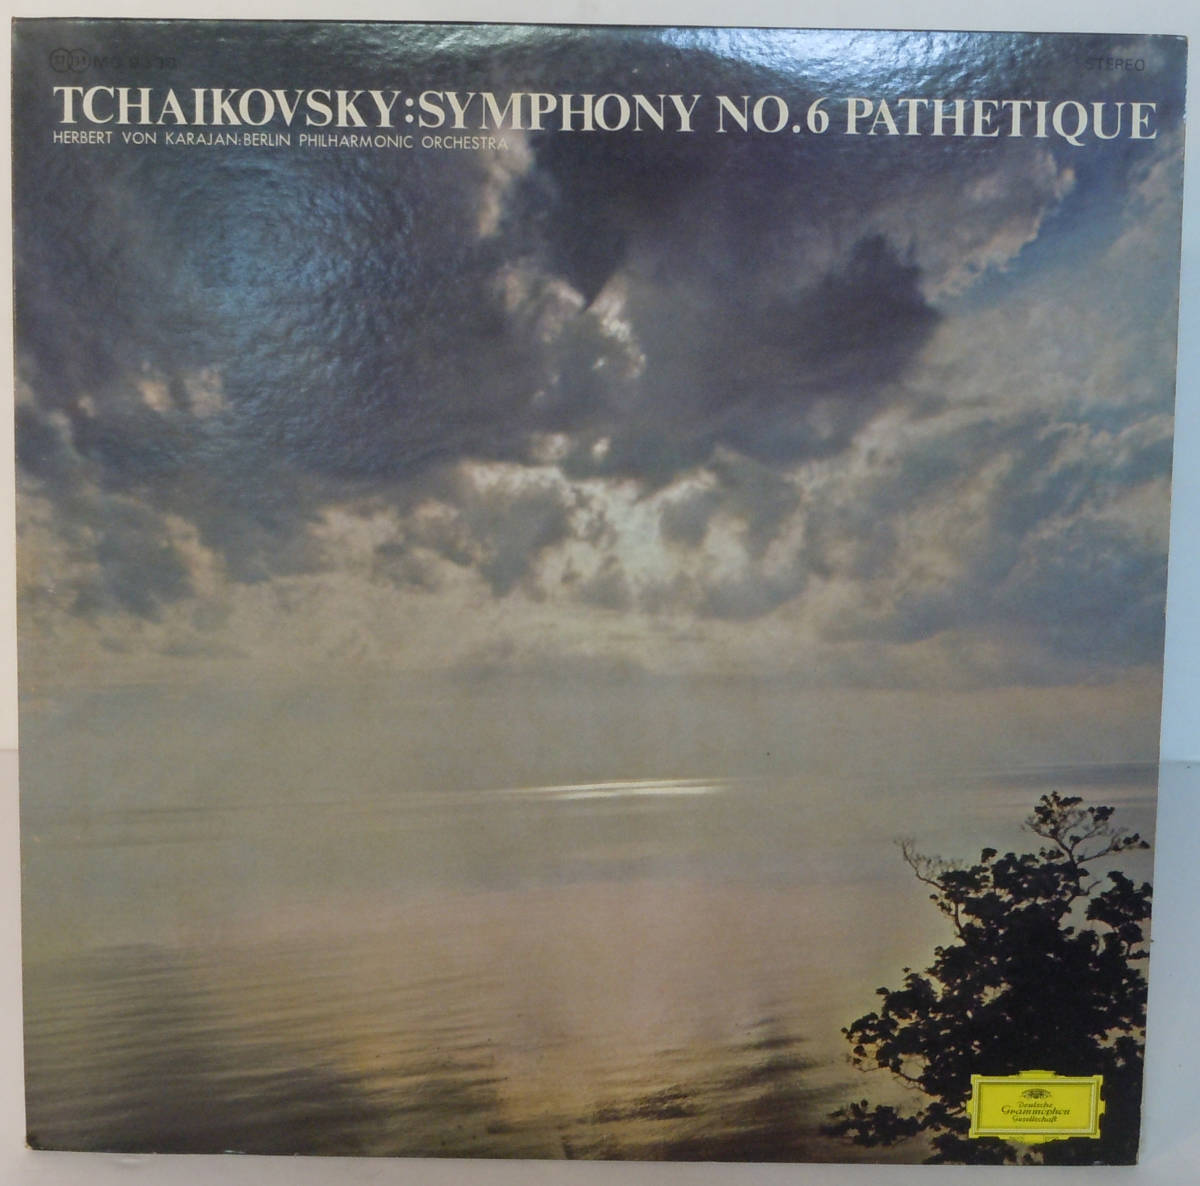 STEREO
TCHAIKOVSKY:SYMPHONY NO.6 PATHETIQUE
HERBERT VON KARAJAN:BERLIN PHILHARMONIC ORCHESTRA
Deutsche
Grammophon
Gesellschaft